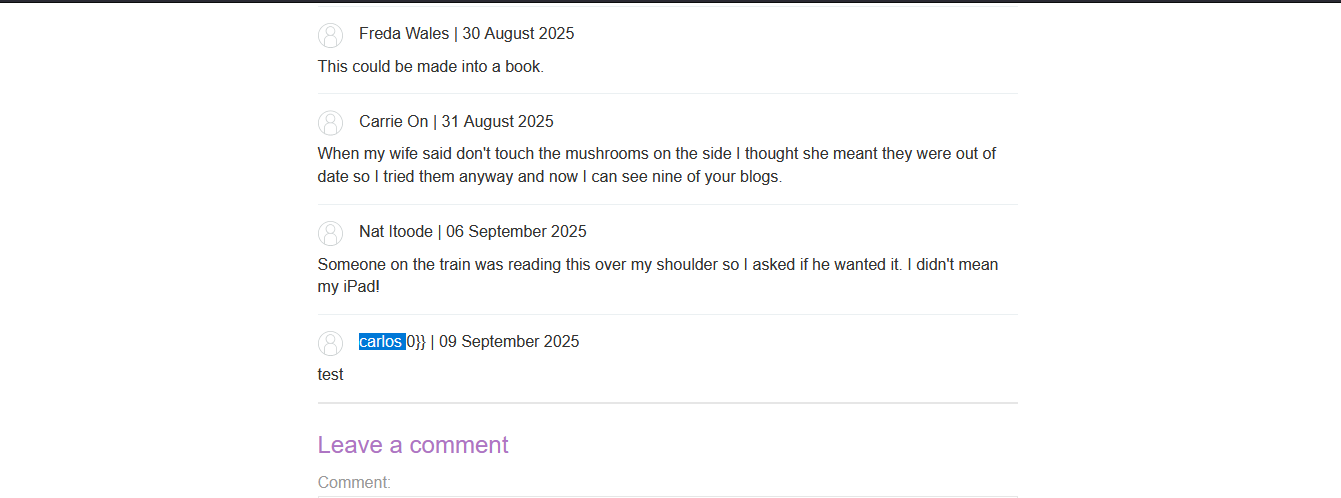 Freda Wales | 30 August 2025
This could be made into a book.
Carrie On | 31 August 2025
When my wife said don't touch the mushrooms on the side I thought she meant they were out of
date so I tried them anyway and now I can see nine of your blogs.
Nat Itoode | 06 September 2025
Someone on the train was reading this over my shoulder so I asked if he wanted it. I didn't mean
my iPad!
carlos 0}} | 09 September 2025
test
Leave a comment
Comment: